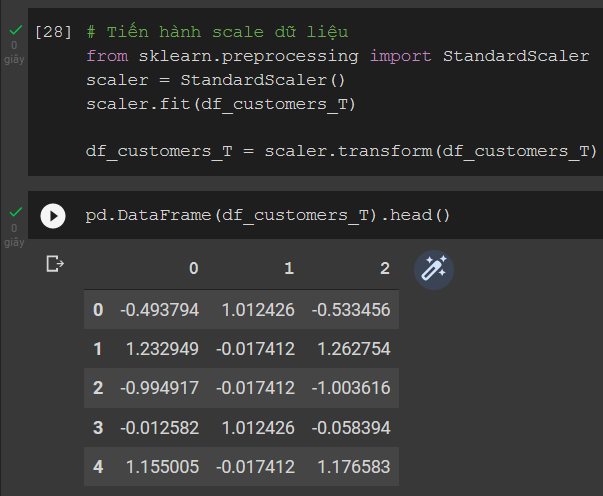 [28] # Tiến hành scale dữ liệu
from sklearn.preprocessing import StandardScaler
scaler = StandardScaler()
scaler.fit(df_customers_T)
df_customers_T = scaler.transform(df_customers_T)
0
giây
pd.DataFrame(df_customers_T).head()
0
giây
0 1 2
0 -0.493794 1.012426 -0.533456
1 1.232949 -0.017412 1.262754
2 -0.994917 -0.017412 -1.003616
3 -0.012582 1.012426 -0.058394
4 1.155005 -0.017412 1.176583